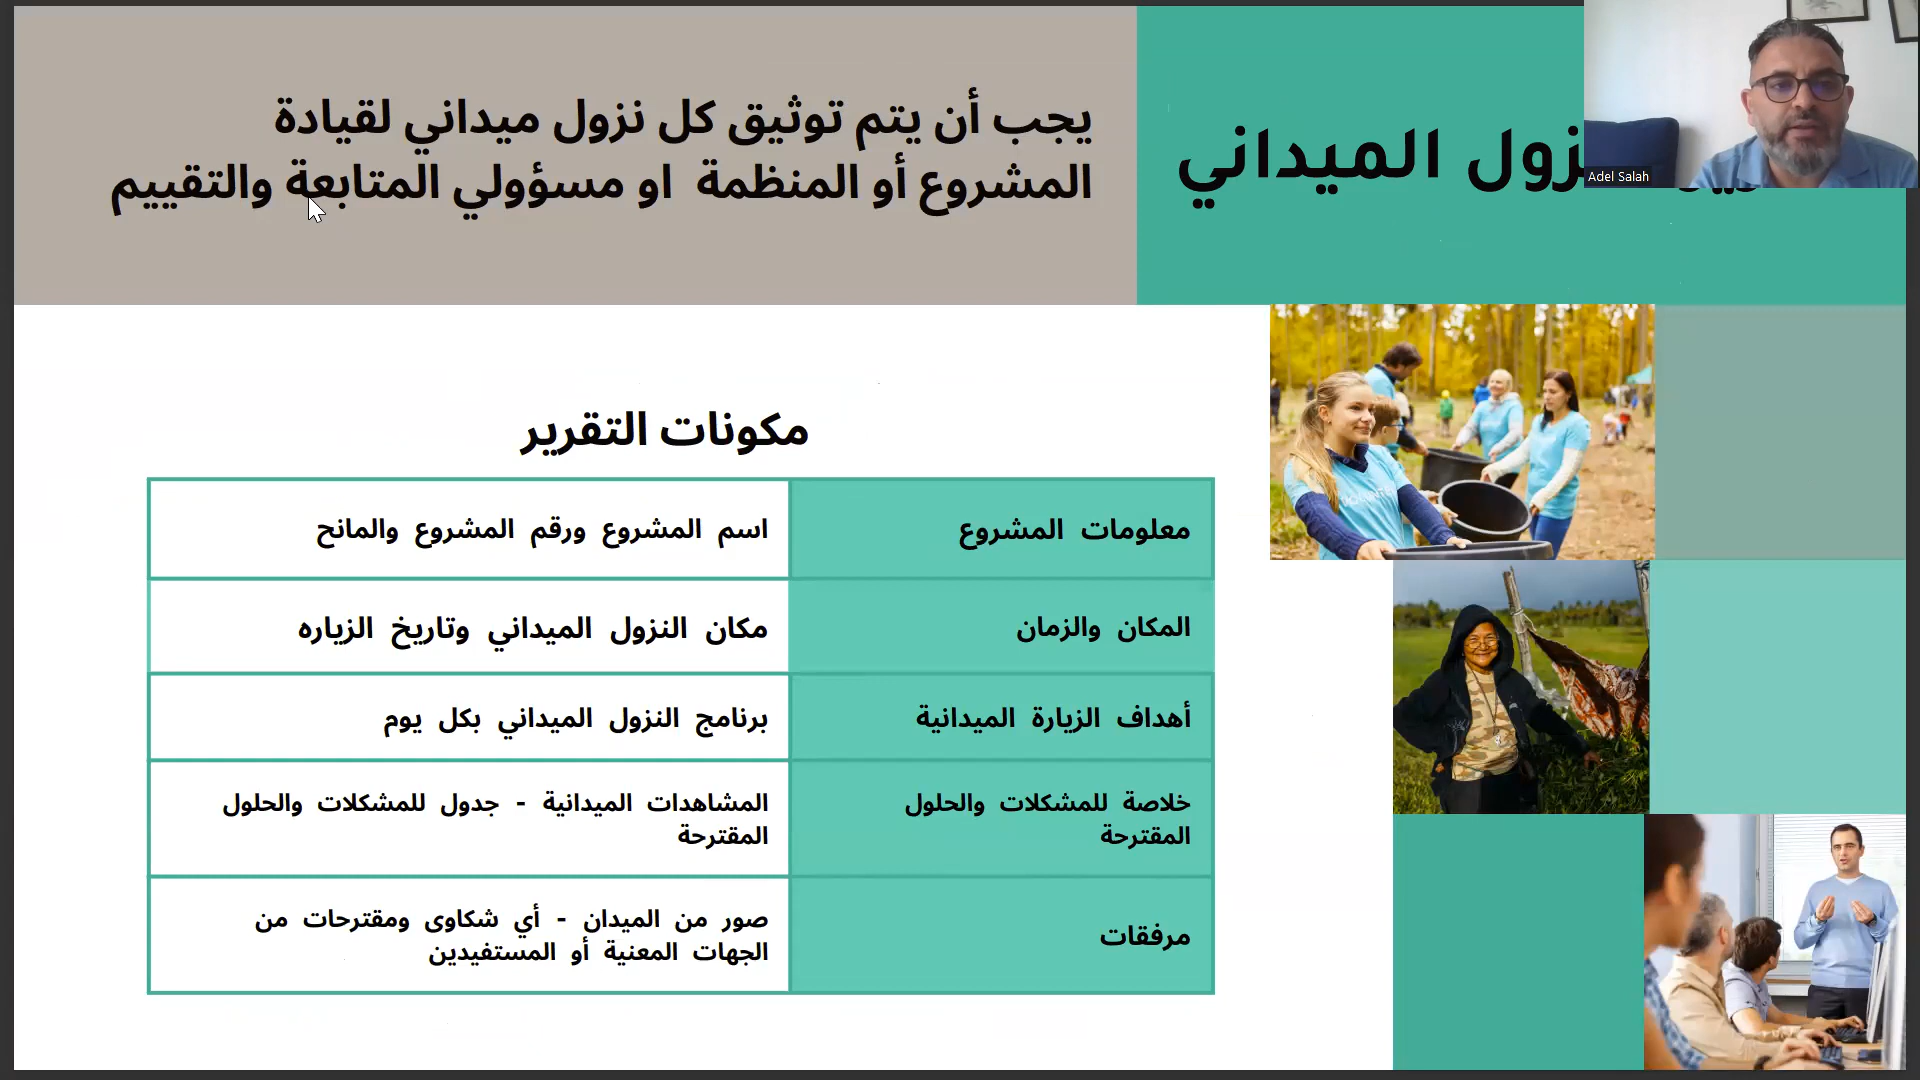 النزول الميداني
Adel Salah
يجب أن يتم توثيق كل نزول ميداني لقيادة
المشروع أو المنظمة او مسؤولي المتابعة والتقييم
مكونات التقرير
معلومات المشروع
اسم المشروع ورقم المشروع والمانح
المكان والزمان
مكان النزول الميداني وتاريخ الزياره
أهداف الزيارة الميدانية
برنامج النزول الميداني بكل يوم
خلاصة للمشكلات والحلول
المقترحة
المشاهدات الميدانية - جدول للمشكلات والحلول
المقترحة
مرفقات
صور من الميدان - أي شكاوى ومقترحات من
الجهات المعنية أو المستفيدين